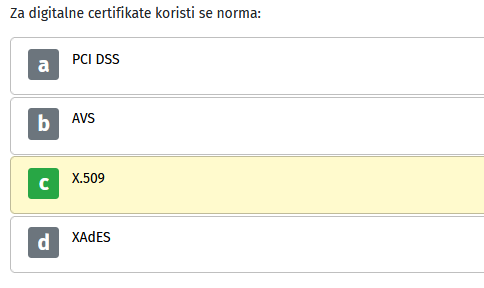 Za digitalne certifikate koristi se norma:
a PCI DSS
b AVS
c X.509
d XAdES